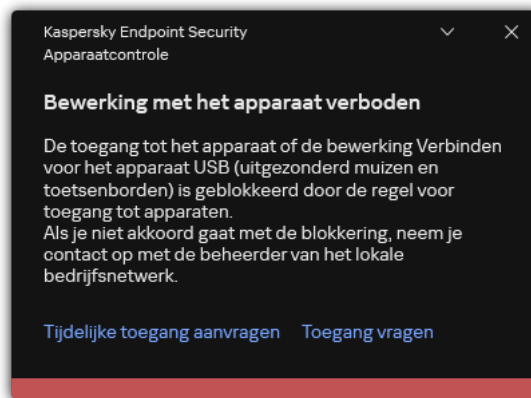 Kaspersky Endpoint Security
Apparaatcontrole
Bewerking met het apparaat verboden
De toegang tot het apparaat of de bewerking Verbinden
voor het apparaat USB (uitgezonderd muizen en
toetsenborden) is geblokkeerd door de regel voor
toegang tot apparaten.
Als je niet akkoord gaat met de blokkering, neem je
contact op met de beheerder van het lokale
bedrijfsnetwerk.
Tijdelijke toegang aanvragen Toegang vragen